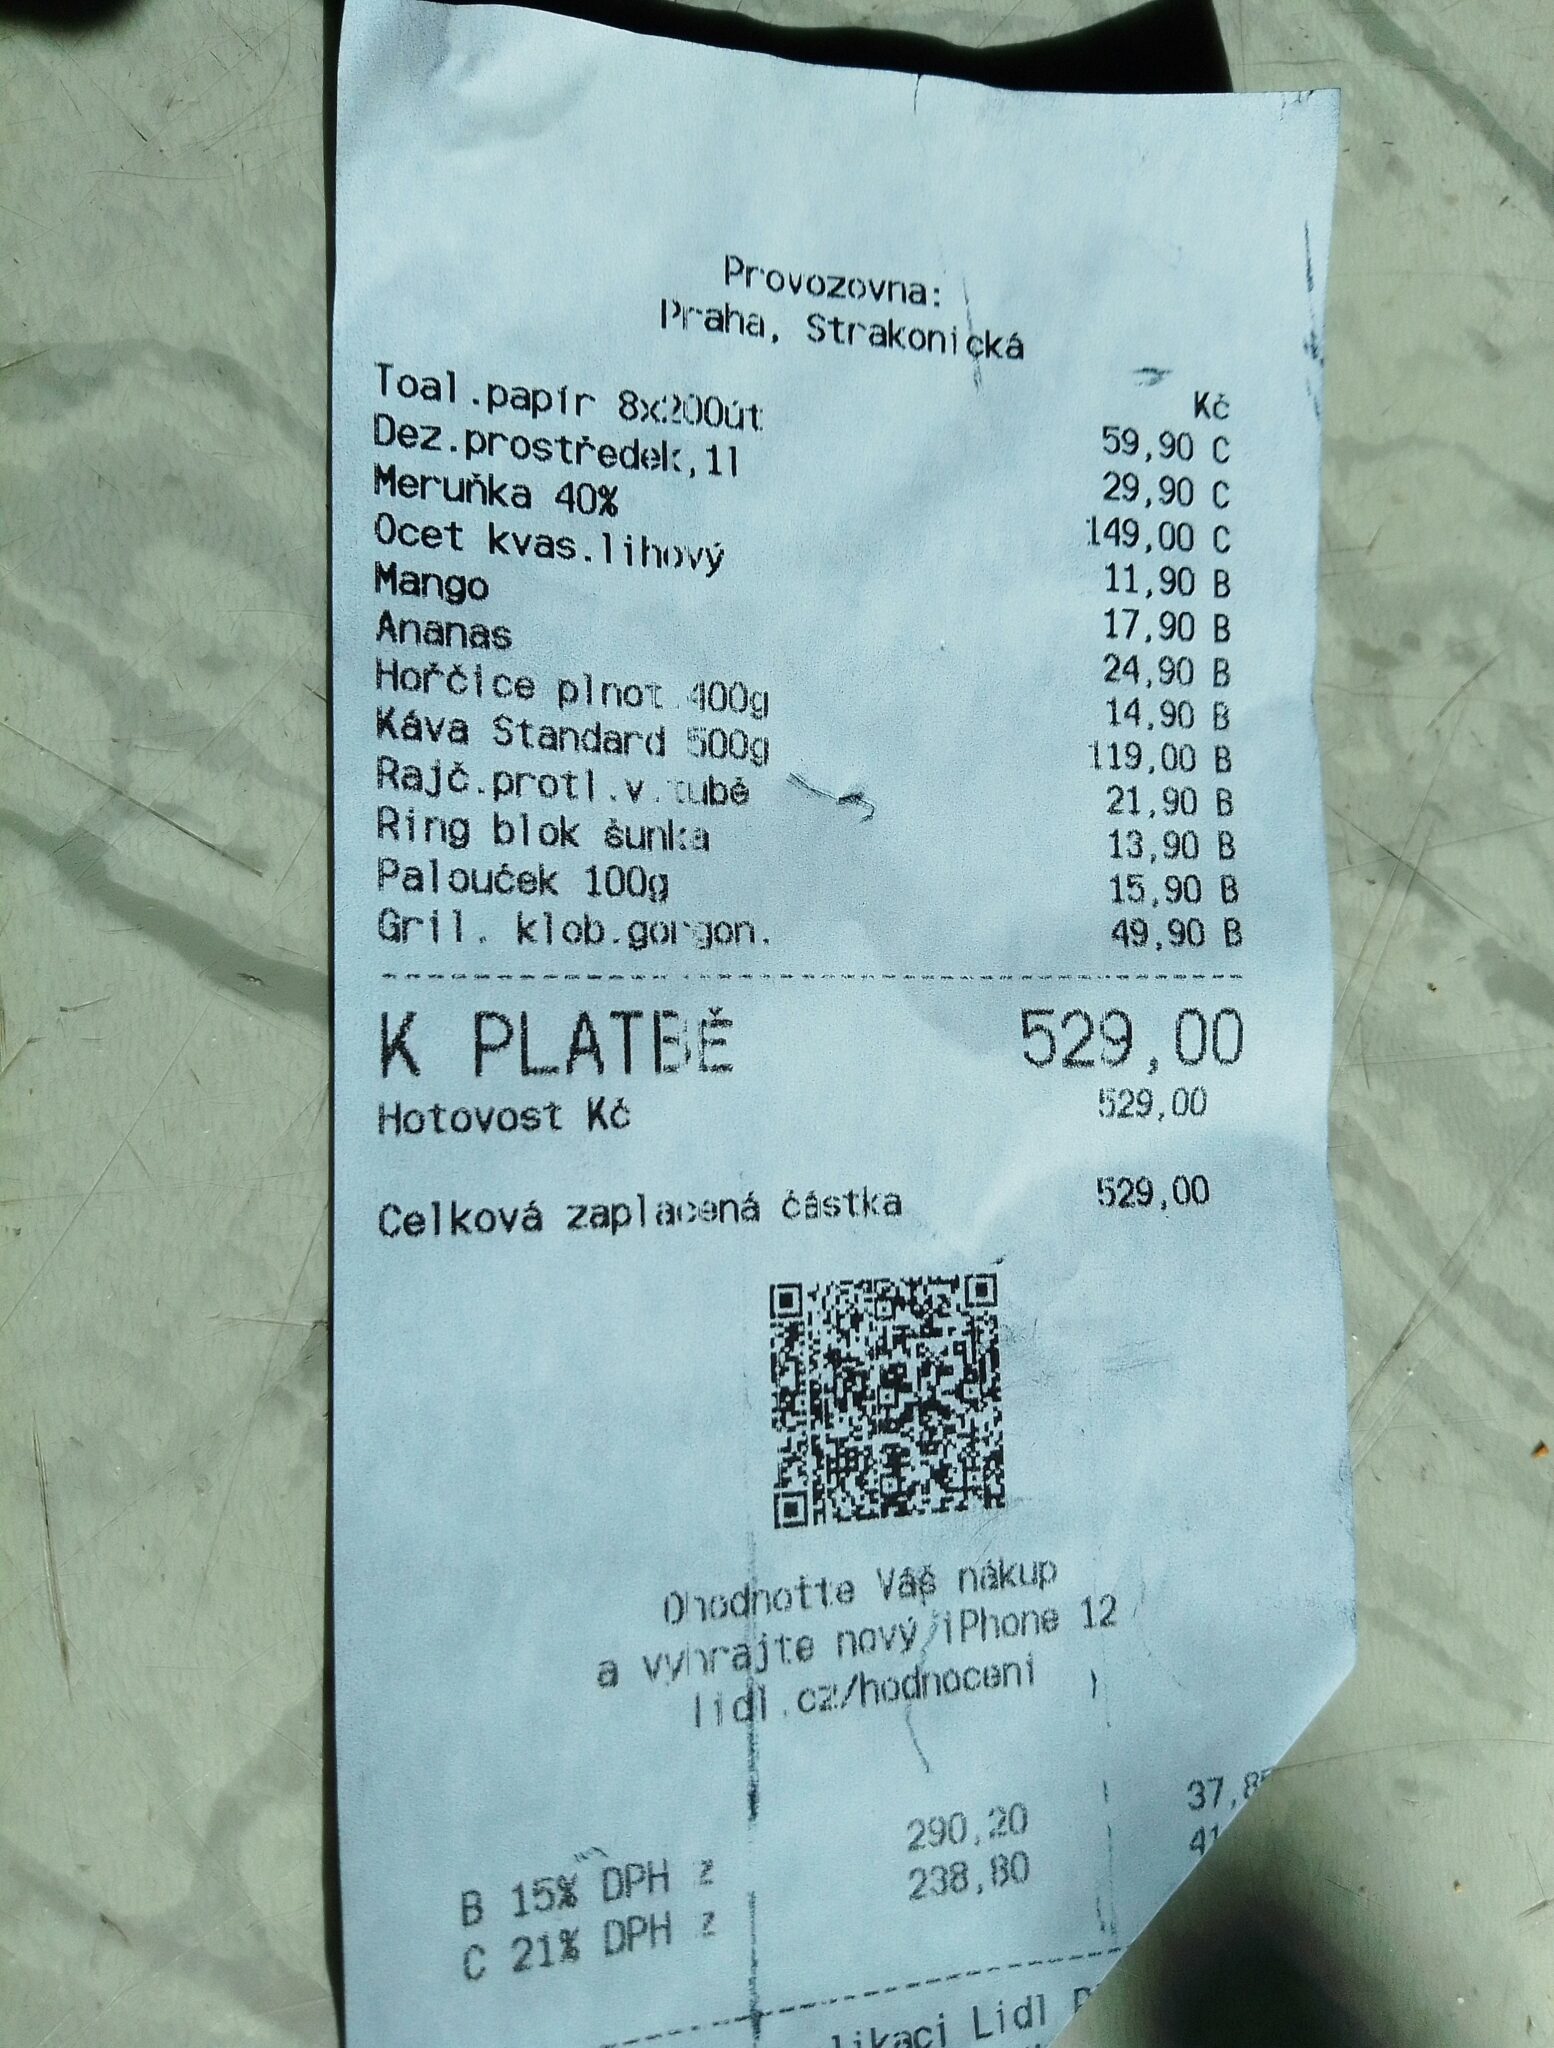 Provozovna:
Praha, Strakonická
Kč
Toal.papír 8x200út 59,90 C
Dez.prostředek,1l 29,90 C
Meruňka 40% 149,00 C
Ocet kvas.lihový 11,90 B
Mango 17,90 B
Ananas 24,90 B
Hořčice plnot.400g 14,90 B
Káva Standard 500g 119,00 B
Rajč.protl.v.tubě 21,90 B
Ring blok šunka 13,90 B
Palouček 100g 15,90 B
Gril. klob.gorgon. 49,90 B
K PLATBĚ 529,00
Hotovost Kč 529,00
Celková zaplacená částka 529,00
Ohodnoťte Váš nákup
a vyhrajte nový iPhone 12
lidl.cz/hodnoceni
B 15% DPH z 290,20 37,8
C 21% DPH z 238,80 41
Lidl